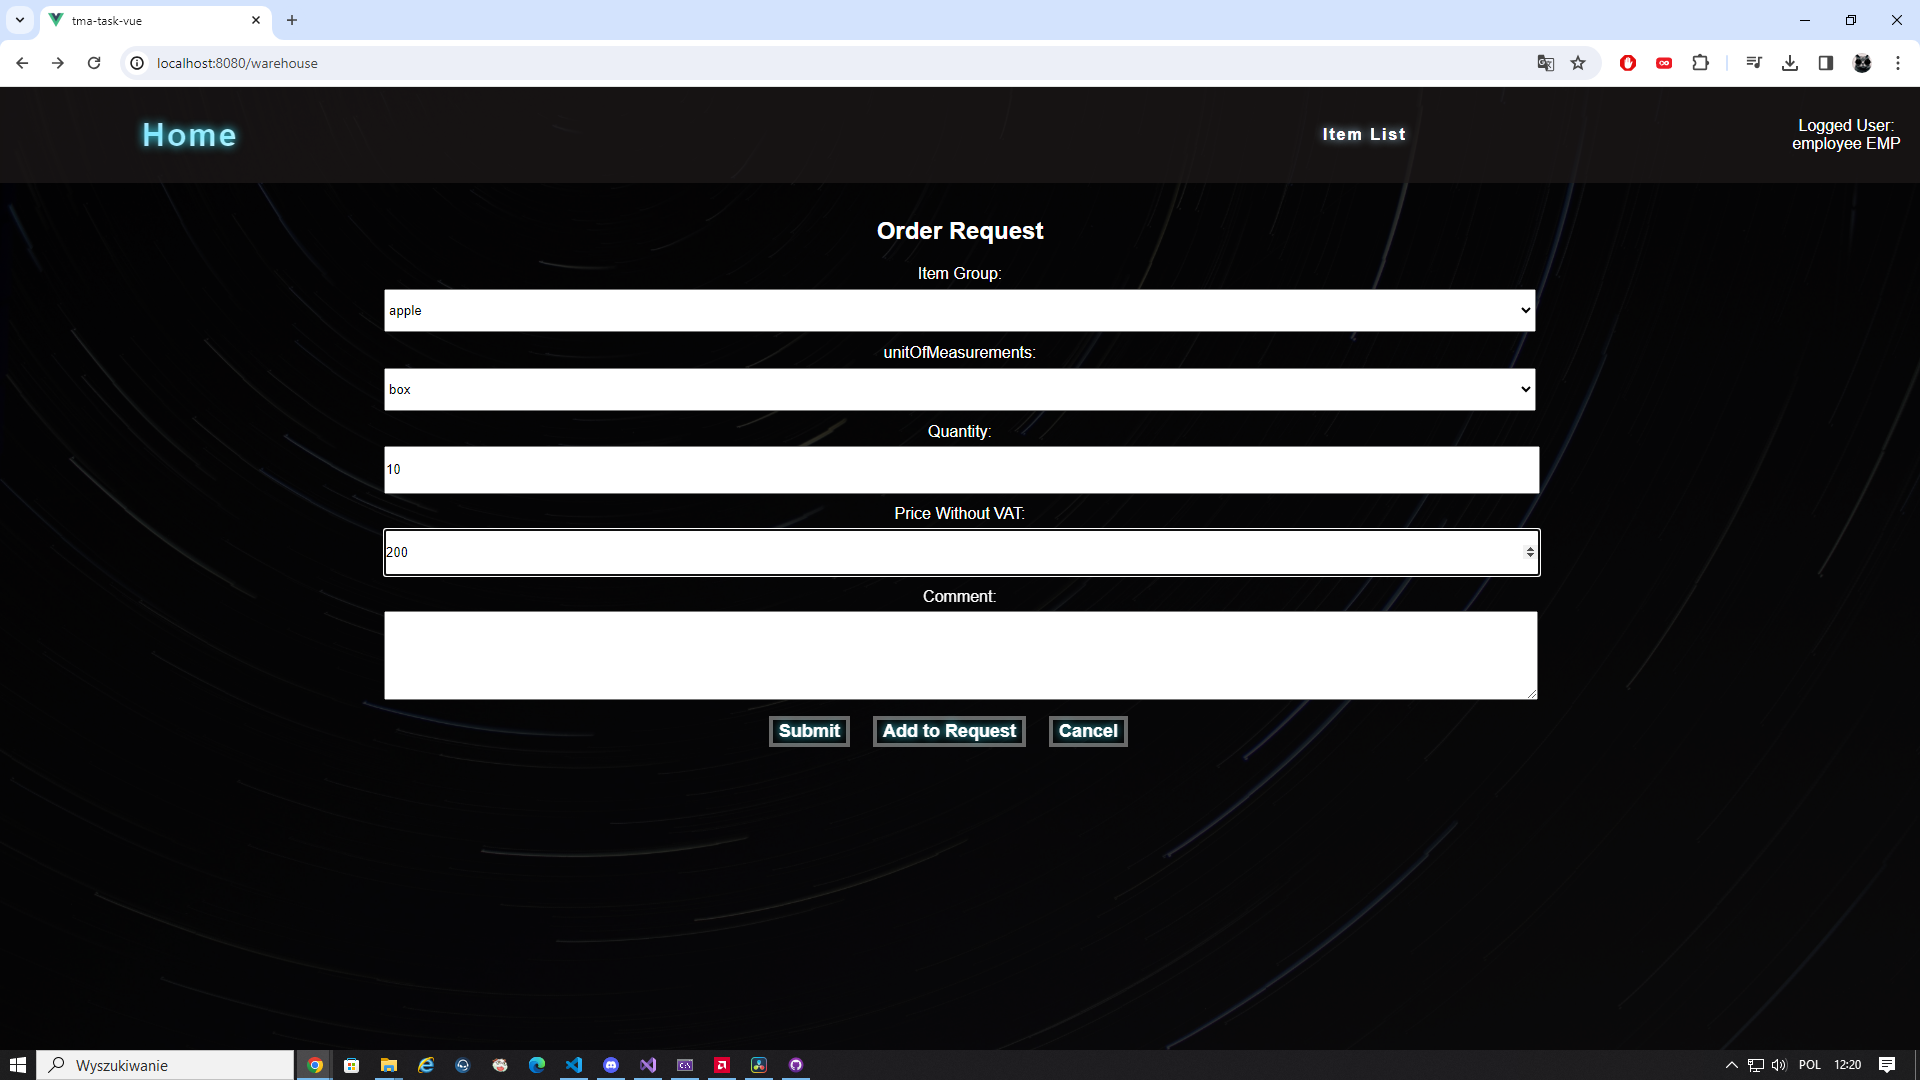 tma-task-vue
localhost:8080/warehouse
Home
Item List
Logged User:
employee EMP
Order Request
Item Group:
apple
unitOfMeasurements:
box
Quantity:
10
Price Without VAT:
200
Comment:
Submit
Add to Request
Cancel
Wyszukiwanie
POL
12:20